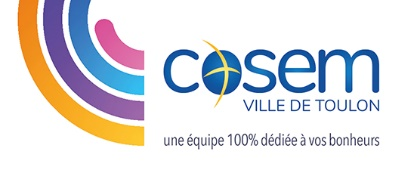 cosem
VILLE DE TOULON
une équipe 100% dédiée à vos bonheurs